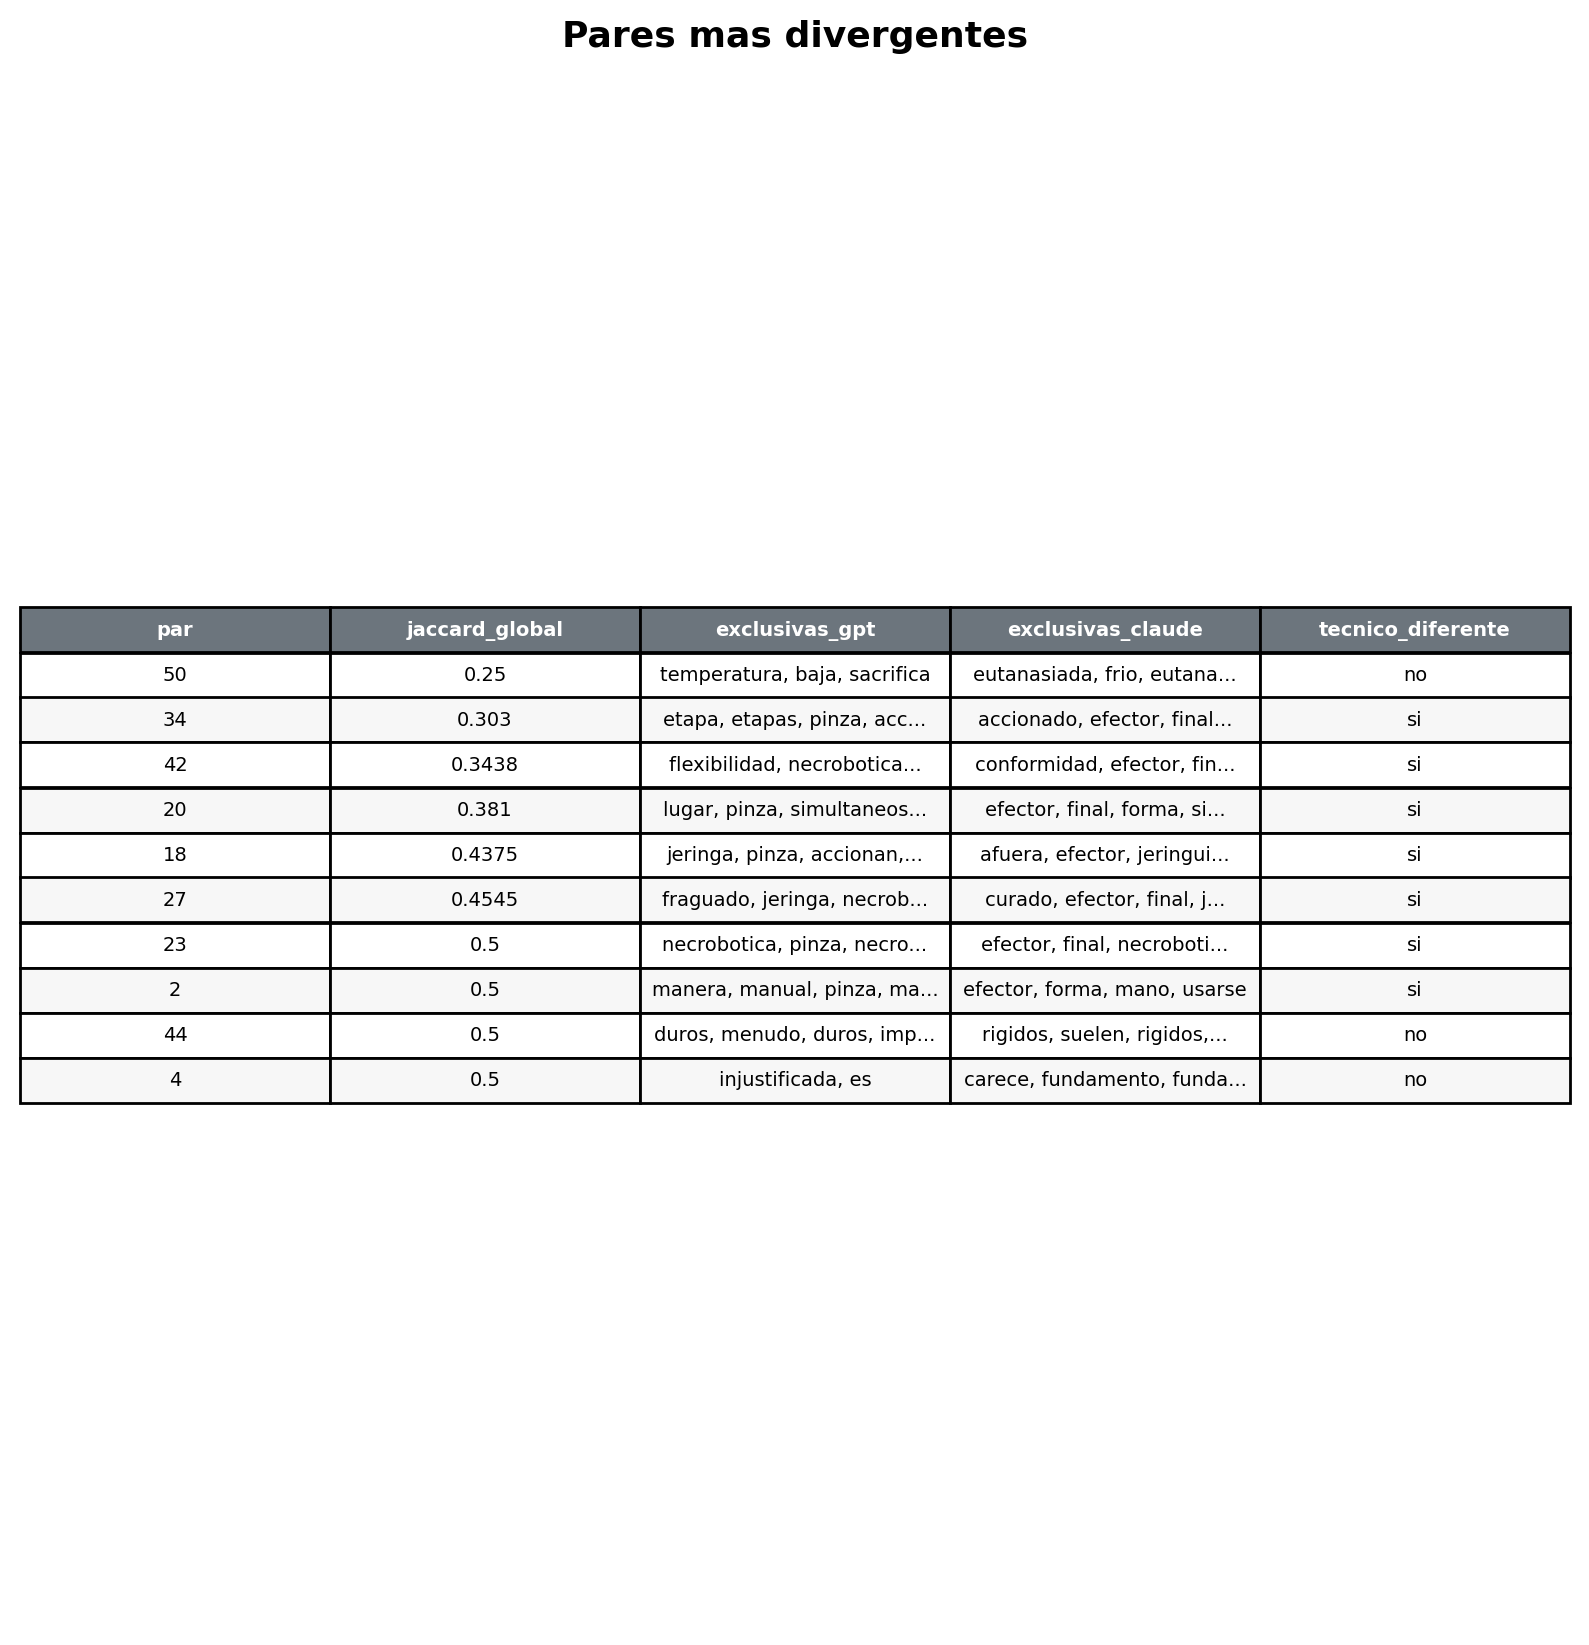 Pares mas divergentes
par jaccard_global exclusivas_gpt exclusivas_claude tecnico_diferente
50 0.25 temperatura, baja, sacrifica eutanasiada, frio, eutana... no
34 0.303 etapa, etapas, pinza, acc... accionado, efector, final... si
42 0.3438 flexibilidad, necrobotica... conformidad, efector, fin... si
20 0.381 lugar, pinza, simultaneos... efector, final, forma, si... si
18 0.4375 jeringa, pinza, accionan,... afuera, efector, jeringui... si
27 0.4545 fraguado, jeringa, necrob... curado, efector, final, j... si
23 0.5 necrobotica, pinza, necro... efector, final, necroboti... si
2 0.5 manera, manual, pinza, ma... efector, forma, mano, usarse si
44 0.5 duros, menudo, duros, imp... rigidos, suelen, rigidos,... no
4 0.5 injustificada, es carece, fundamento, funda... no